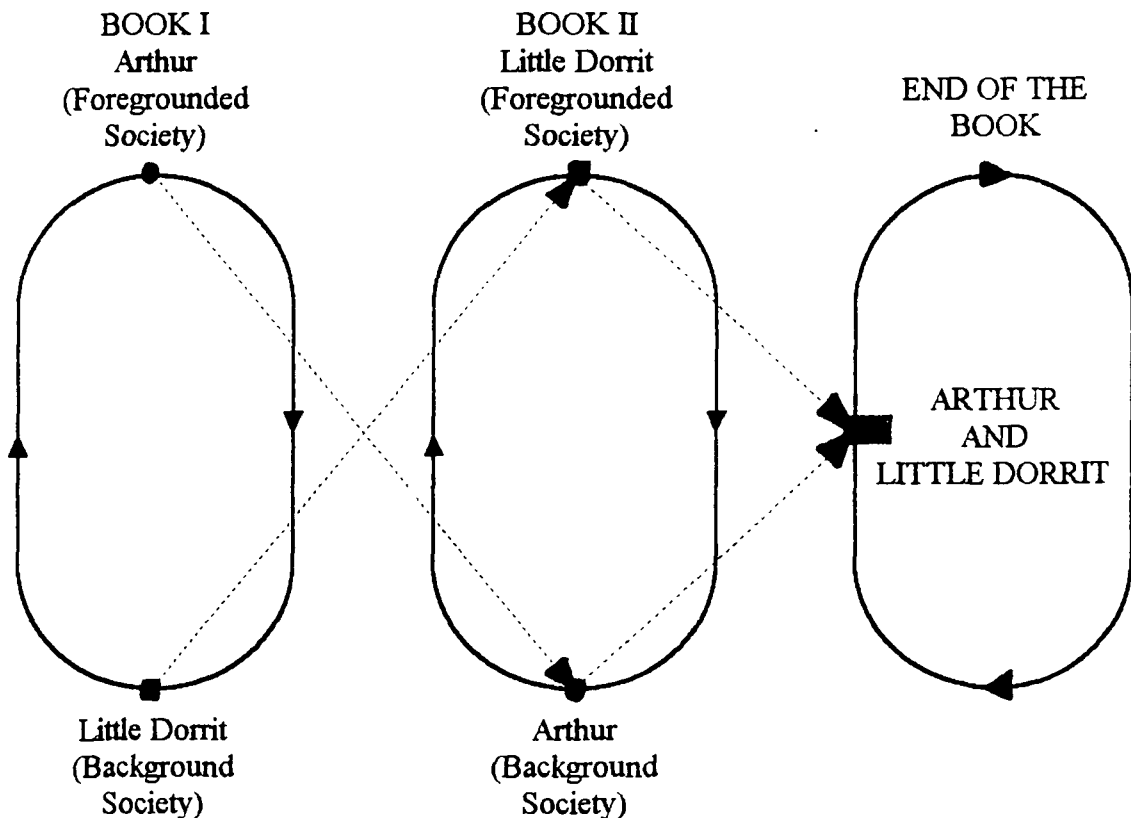 BOOK I
Arthur
(Foregrounded
Society)
BOOK II
Little Dorrit
(Foregrounded
Society)
END OF THE
BOOK
ARTHUR
AND
LITTLE DORRIT
Little Dorrit
(Background
Society)
Arthur
(Background
Society)